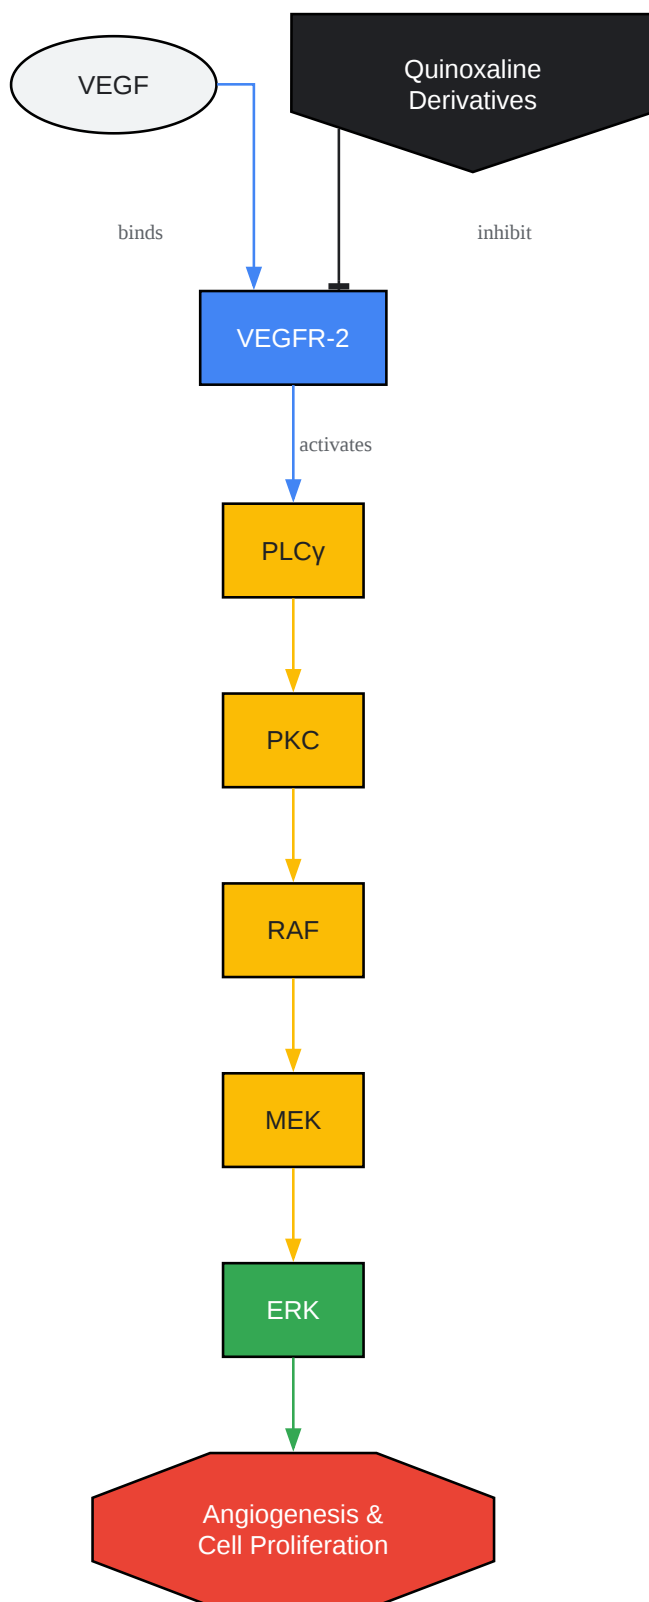 VEGF
Quinoxaline
Derivatives
binds
inhibit
VEGFR-2
activates
PLCγ
PKC
RAF
MEK
ERK
Angiogenesis &
Cell Proliferation